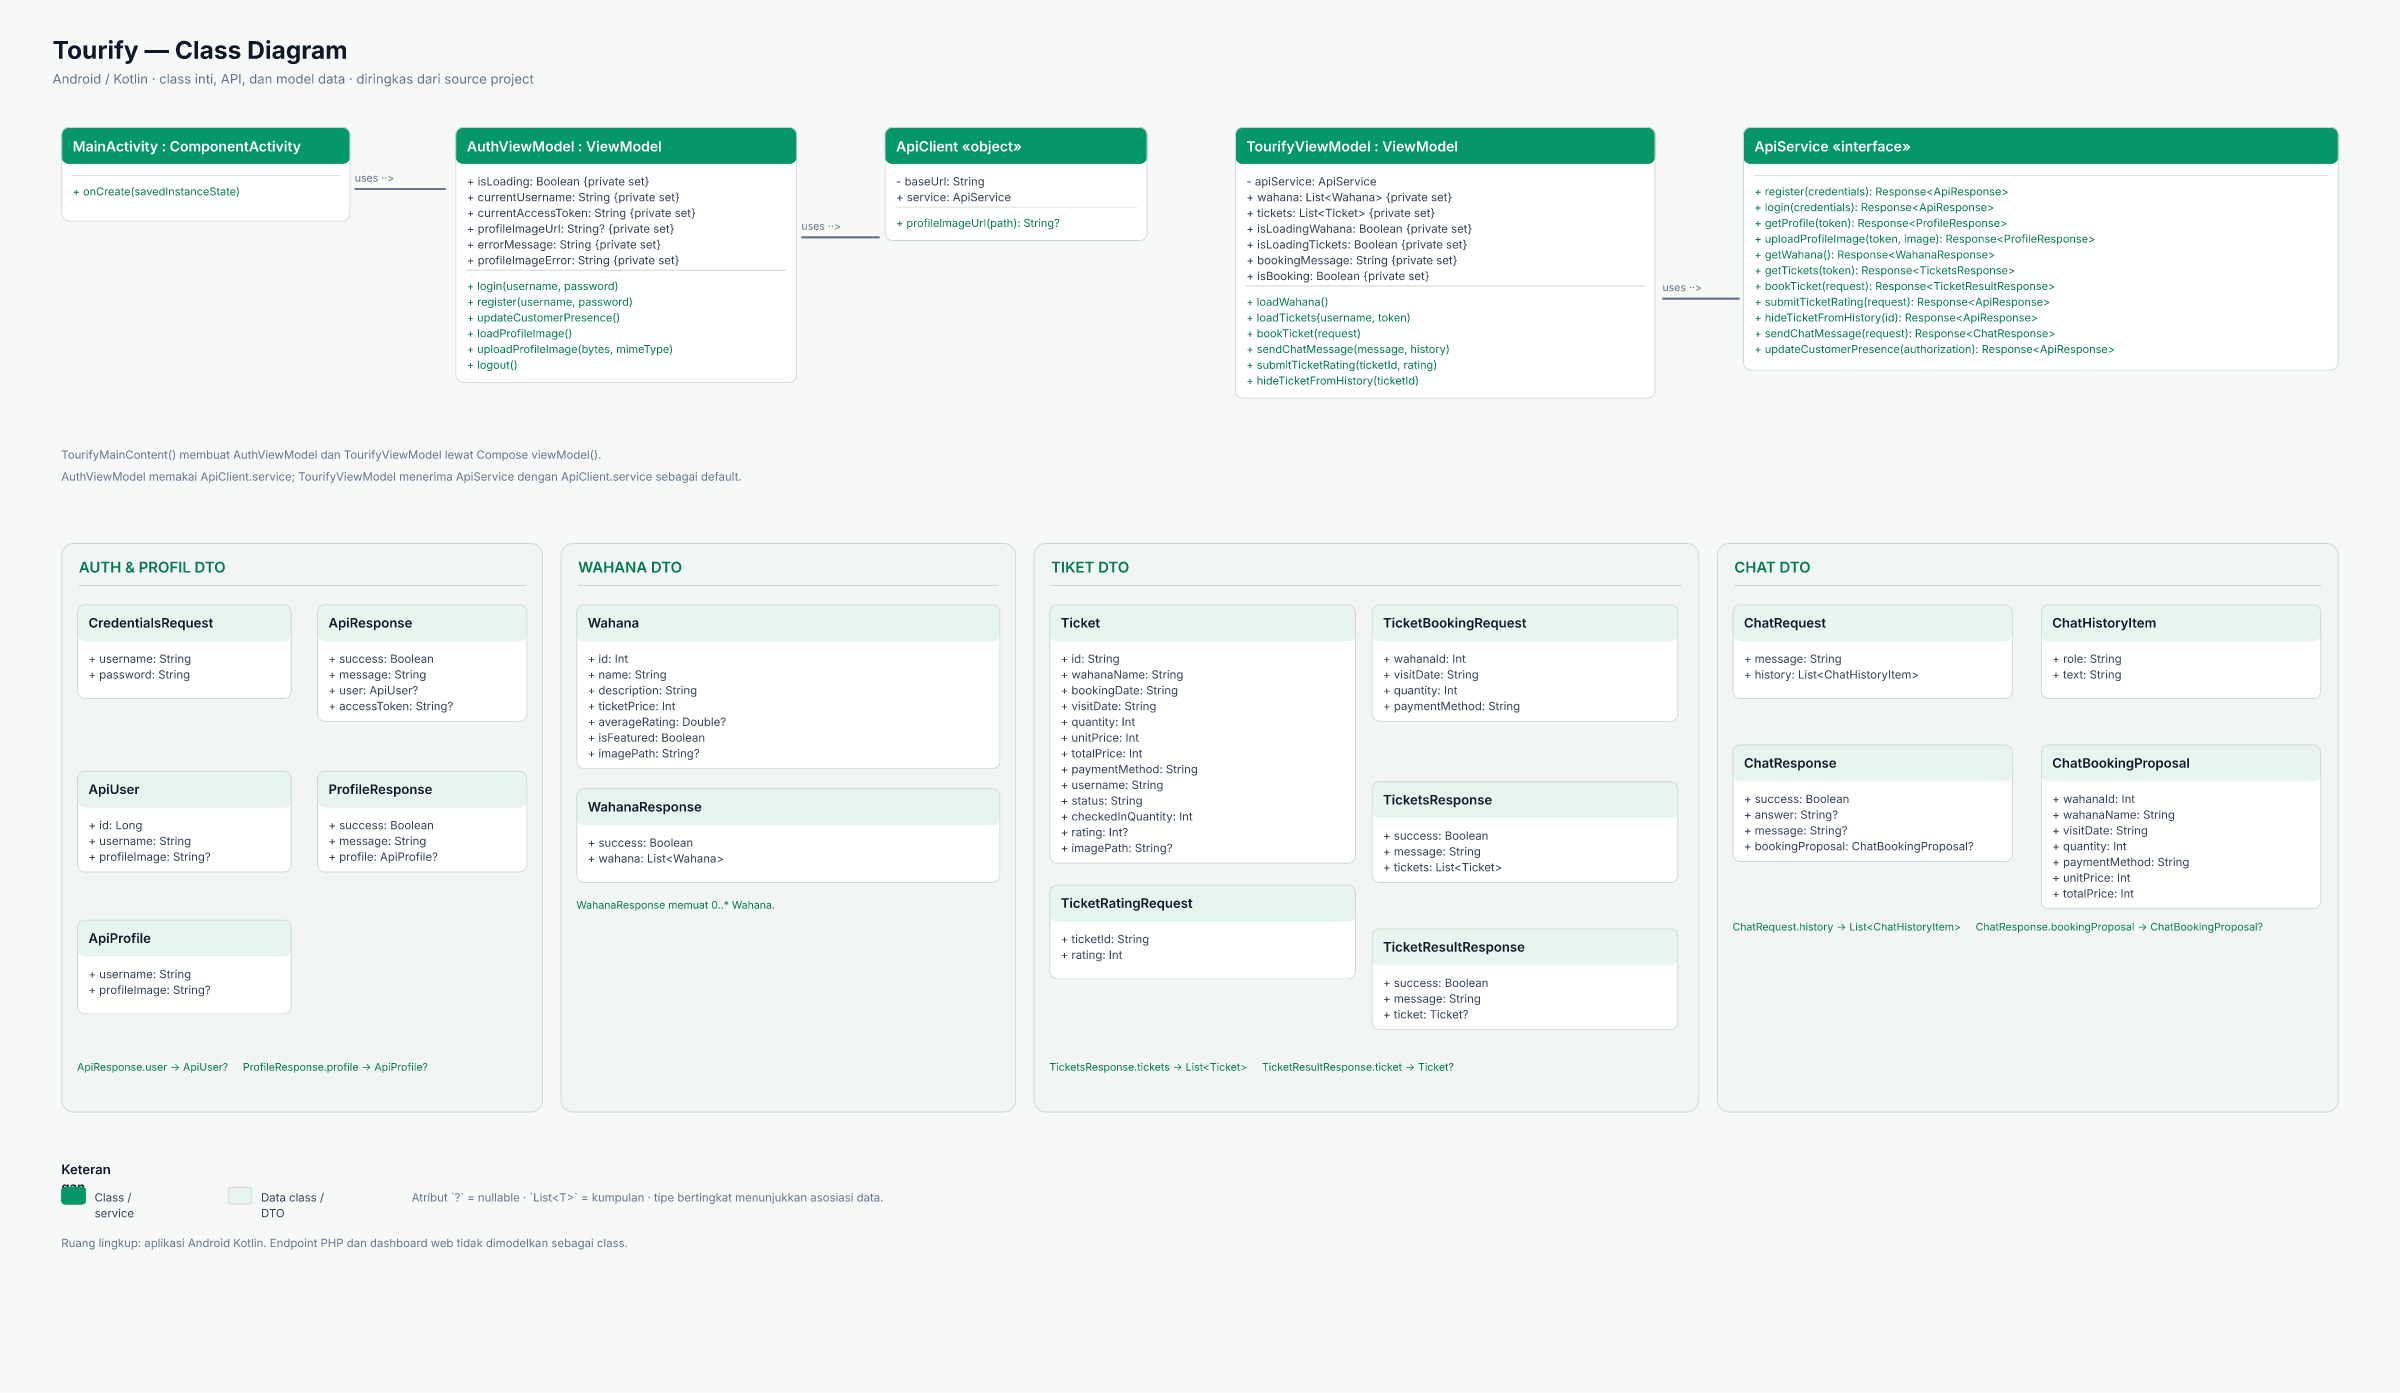 Tourify — Class Diagram
Android / Kotlin · class inti, API, dan model data · diringkas dari source project
MainActivity : ComponentActivity
+ onCreate(savedInstanceState)
uses ··>
AuthViewModel : ViewModel
+ isLoading: Boolean {private set}
+ currentUsername: String {private set}
+ currentAccessToken: String {private set}
+ profileImageUrl: String? {private set}
+ errorMessage: String {private set}
+ profileImageError: String {private set}
+ login(username, password)
+ register(username, password)
+ updateCustomerPresence()
+ loadProfileImage()
+ uploadProfileImage(bytes, mimeType)
+ logout()
uses ··>
ApiClient «object»
- baseUrl: String
+ service: ApiService
+ profileImageUrl(path): String?
TourifyViewModel : ViewModel
- apiService: ApiService
+ wahana: List<Wahana> {private set}
+ tickets: List<Ticket> {private set}
+ isLoadingWahana: Boolean {private set}
+ isLoadingTickets: Boolean {private set}
+ bookingMessage: String {private set}
+ isBooking: Boolean {private set}
+ loadWahana()
+ loadTickets(username, token)
+ bookTicket(request)
+ sendChatMessage(message, history)
+ submitTicketRating(ticketId, rating)
+ hideTicketFromHistory(ticketId)
uses ··>
ApiService «interface»
+ register(credentials): Response<ApiResponse>
+ login(credentials): Response<ApiResponse>
+ getProfile(token): Response<ProfileResponse>
+ uploadProfileImage(token, image): Response<ProfileResponse>
+ getWahana(): Response<WahanaResponse>
+ getTickets(token): Response<TicketsResponse>
+ bookTicket(request): Response<TicketResultResponse>
+ submitTicketRating(request): Response<ApiResponse>
+ hideTicketFromHistory(id): Response<ApiResponse>
+ sendChatMessage(request): Response<ChatResponse>
+ updateCustomerPresence(authorization): Response<ApiResponse>
TourifyMainContent() membuat AuthViewModel dan TourifyViewModel lewat Compose viewModel().
AuthViewModel memakai ApiClient.service; TourifyViewModel menerima ApiService dengan ApiClient.service sebagai default.
AUTH & PROFIL DTO
CredentialsRequest
+ username: String
+ password: String
ApiResponse
+ success: Boolean
+ message: String
+ user: ApiUser?
+ accessToken: String?
ApiUser
+ id: Long
+ username: String
+ profileImage: String?
ProfileResponse
+ success: Boolean
+ message: String
+ profile: ApiProfile?
ApiProfile
+ username: String
+ profileImage: String?
ApiResponse.user → ApiUser? ProfileResponse.profile → ApiProfile?
WAHANA DTO
Wahana
+ id: Int
+ name: String
+ description: String
+ ticketPrice: Int
+ averageRating: Double?
+ isFeatured: Boolean
+ imagePath: String?
WahanaResponse
+ success: Boolean
+ wahana: List<Wahana>
WahanaResponse memuat 0..* Wahana.
TIKET DTO
Ticket
+ id: String
+ wahanaName: String
+ bookingDate: String
+ visitDate: String
+ quantity: Int
+ unitPrice: Int
+ totalPrice: Int
+ paymentMethod: String
+ username: String
+ status: String
+ checkedInQuantity: Int
+ rating: Int?
+ imagePath: String?
TicketBookingRequest
+ wahanaId: Int
+ visitDate: String
+ quantity: Int
+ paymentMethod: String
TicketsResponse
+ success: Boolean
+ message: String
+ tickets: List<Ticket>
TicketRatingRequest
+ ticketId: String
+ rating: Int
TicketResultResponse
+ success: Boolean
+ message: String
+ ticket: Ticket?
TicketsResponse.tickets → List<Ticket> TicketResultResponse.ticket → Ticket?
CHAT DTO
ChatRequest
+ message: String
+ history: List<ChatHistoryItem>
ChatHistoryItem
+ role: String
+ text: String
ChatResponse
+ success: Boolean
+ answer: String?
+ message: String?
+ bookingProposal: ChatBookingProposal?
ChatBookingProposal
+ wahanaId: Int
+ wahanaName: String
+ visitDate: String
+ quantity: Int
+ paymentMethod: String
+ unitPrice: Int
+ totalPrice: Int
ChatRequest.history → List<ChatHistoryItem> ChatResponse.bookingProposal → ChatBookingProposal?
Keteran
gan
Class /
service
Data class /
DTO
Atribut `?` = nullable · `List<T>` = kumpulan · tipe bertingkat menunjukkan asosiasi data.
Ruang lingkup: aplikasi Android Kotlin. Endpoint PHP dan dashboard web tidak dimodelkan sebagai class.